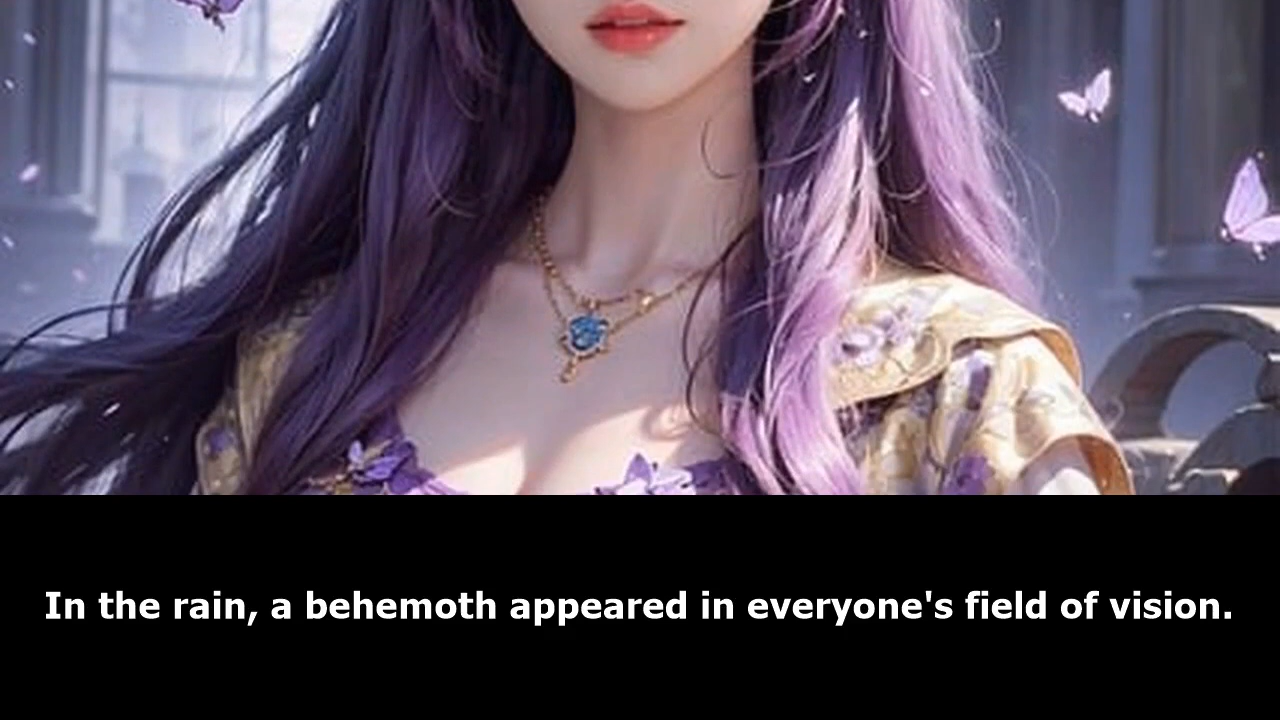 In the rain, a behemoth appeared in everyone's field of vision.